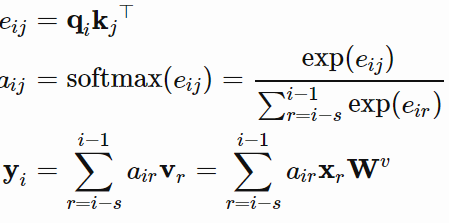 e_{ij} = \mathbf{q}_i \mathbf{k}_j^\top
a_{ij} = \text{softmax}(e_{ij}) = \frac{\exp(e_{ij})}{\sum_{r=i-s}^{i-1} \exp(e_{ir})}
\mathbf{y}_i = \sum_{r=i-s}^{i-1} a_{ir} \mathbf{v}_r = \sum_{r=i-s}^{i-1} a_{ir} \mathbf{x}_r \mathbf{W}^v